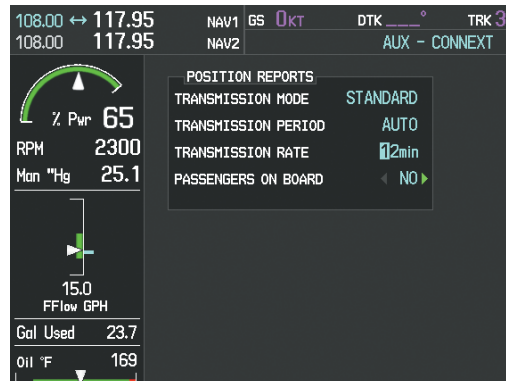 108.00 ↔ 117.95 NAV1 GS 0KT DTK ___° TRK 3
108.00 117.95 NAV2 AUX - CONNEXT
POSITION REPORTS
TRANSMISSION MODE STANDARD
TRANSMISSION PERIOD AUTO
TRANSMISSION RATE 12min
PASSENGERS ON BOARD NO
% Pwr 65
RPM 2300
Man "Hg 25.1
15.0
FFlow GPH
Gal Used 23.7
Oil °F 169